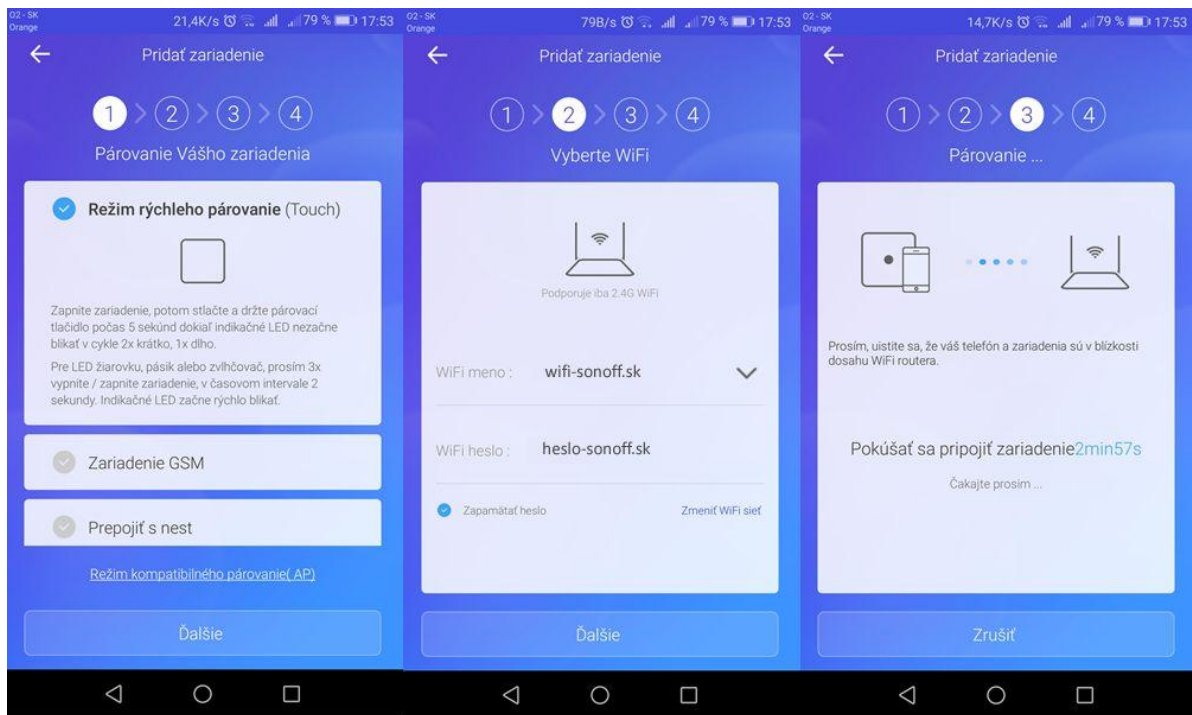 O2 - SK
Orange
21,4K/s 79 % 17:53
Pridať zariadenie
1 > 2 > 3 > 4
Párovanie Vášho zariadenia
Režim rýchleho párovanie (Touch)
Zapnite zariadenie, potom stlačte a držte párovací
tlačidlo počas 5 sekúnd dokiaľ indikačné LED nezačne
blikať v cykle 2x krátko, 1x dlho.
Pre LED žiarovku, pásik alebo zvlhčovač, prosím 3x
vypnite / zapnite zariadenie, v časovom intervale 2
sekundy. Indikačné LED začne rýchlo blikať.
Zariadenie GSM
Prepojiť s nest
Režim kompatibilného párovanie( AP)
Ďalšie
O2 - SK
Orange
79B/s 79 % 17:53
Pridať zariadenie
1 > 2 > 3 > 4
Vyberte WiFi
Podporuje iba 2.4G WiFi
WiFi meno : wifi-sonoff.sk
WiFi heslo : heslo-sonoff.sk
Zapamätať heslo Zmeniť WiFi sieť
Ďalšie
O2 - SK
Orange
14,7K/s 79 % 17:53
Pridať zariadenie
1 > 2 > 3 > 4
Párovanie ...
Prosím, uistite sa, že váš telefón a zariadenia sú v blízkosti
dosahu WiFi routera.
Pokúšať sa pripojiť zariadenie2min57s
Čakajte prosim ...
Zrušiť